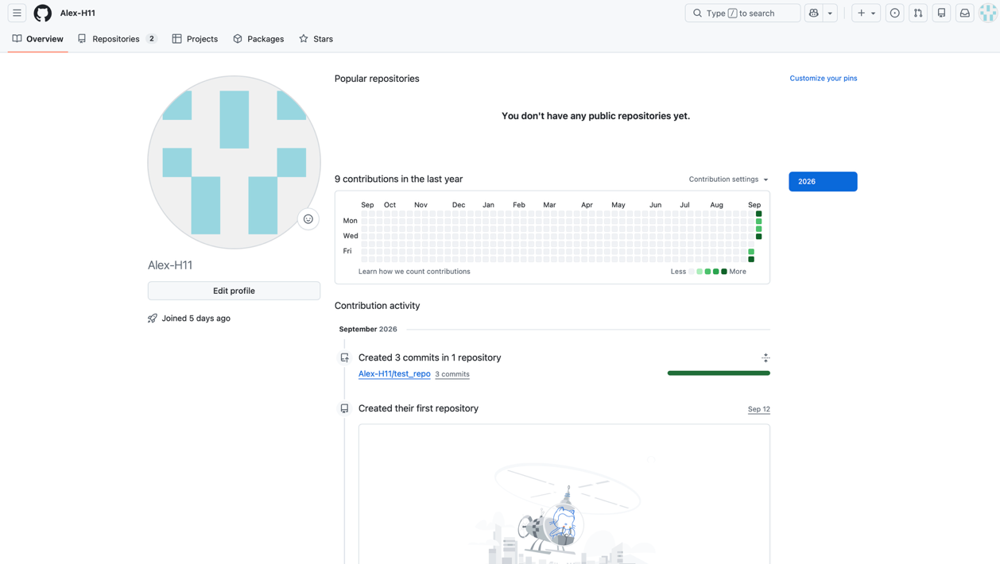 Alex-H11
Type / to search
Overview
Repositories 2
Projects
Packages
Stars
Alex-H11
Edit profile
Joined 5 days ago
Popular repositories
Customize your pins
You don't have any public repositories yet.
9 contributions in the last year
Contribution settings
2026
Sep Oct Nov Dec Jan Feb Mar Apr May Jun Jul Aug Sep
Mon
Wed
Fri
Learn how we count contributions
Less More
Contribution activity
September 2026
Created 3 commits in 1 repository
Alex-H11/test_repo 3 commits
Created their first repository
Sep 12